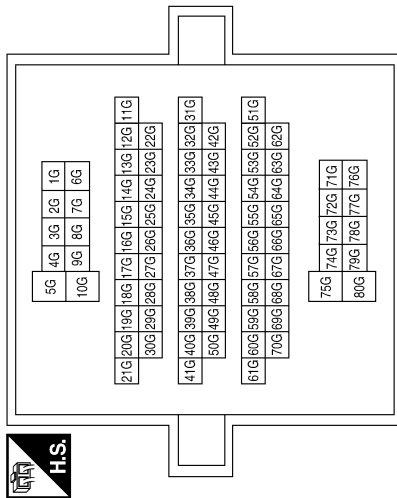 H.S.
5G 4G 3G 2G 1G
10G 9G 8G 7G 6G
21G 20G 19G 18G 17G 16G 15G 14G 13G 12G 11G
30G 29G 28G 27G 26G 25G 24G 23G 22G
41G 40G 39G 38G 37G 36G 35G 34G 33G 32G 31G
50G 49G 48G 47G 46G 45G 44G 43G 42G
61G 60G 59G 58G 57G 56G 55G 54G 53G 52G 51G
70G 69G 68G 67G 66G 65G 64G 63G 62G
75G 74G 73G 72G 71G
80G 79G 78G 77G 76G